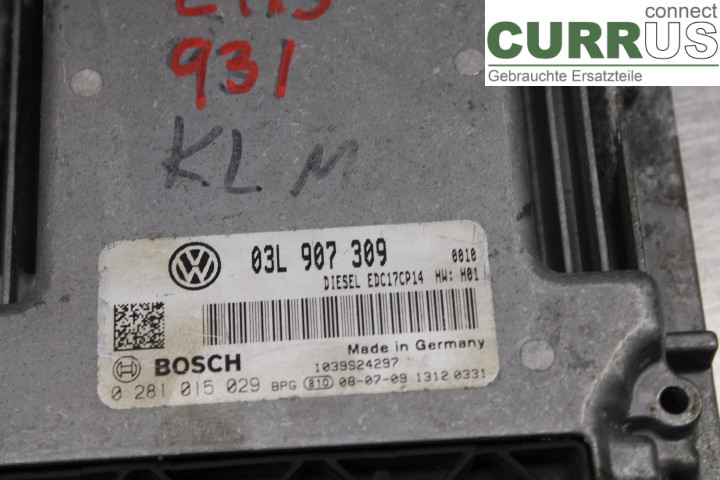 connect
CURRUS
Gebrauchte Ersatzteile
931
KL M
03L 907 309
0010
DIESEL EDC17CP14 HW: H01
Made in Germany
BOSCH
1039S24297
0 281 015 029 BPG 810 08-07-09 1312 0331